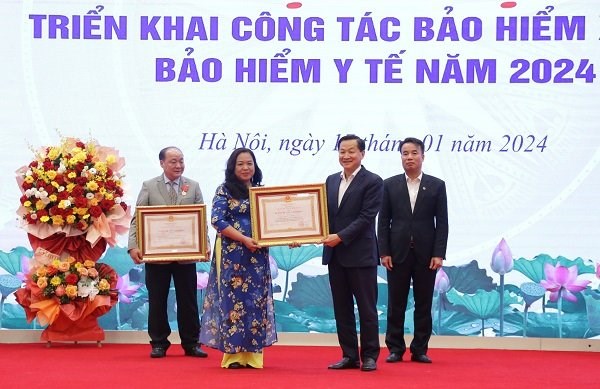 TRIỂN KHAI CÔNG TÁC BẢO HIỂM
BẢO HIỂM Y TẾ NĂM 2024
Hà Nội, ngày tháng 01 năm 2024